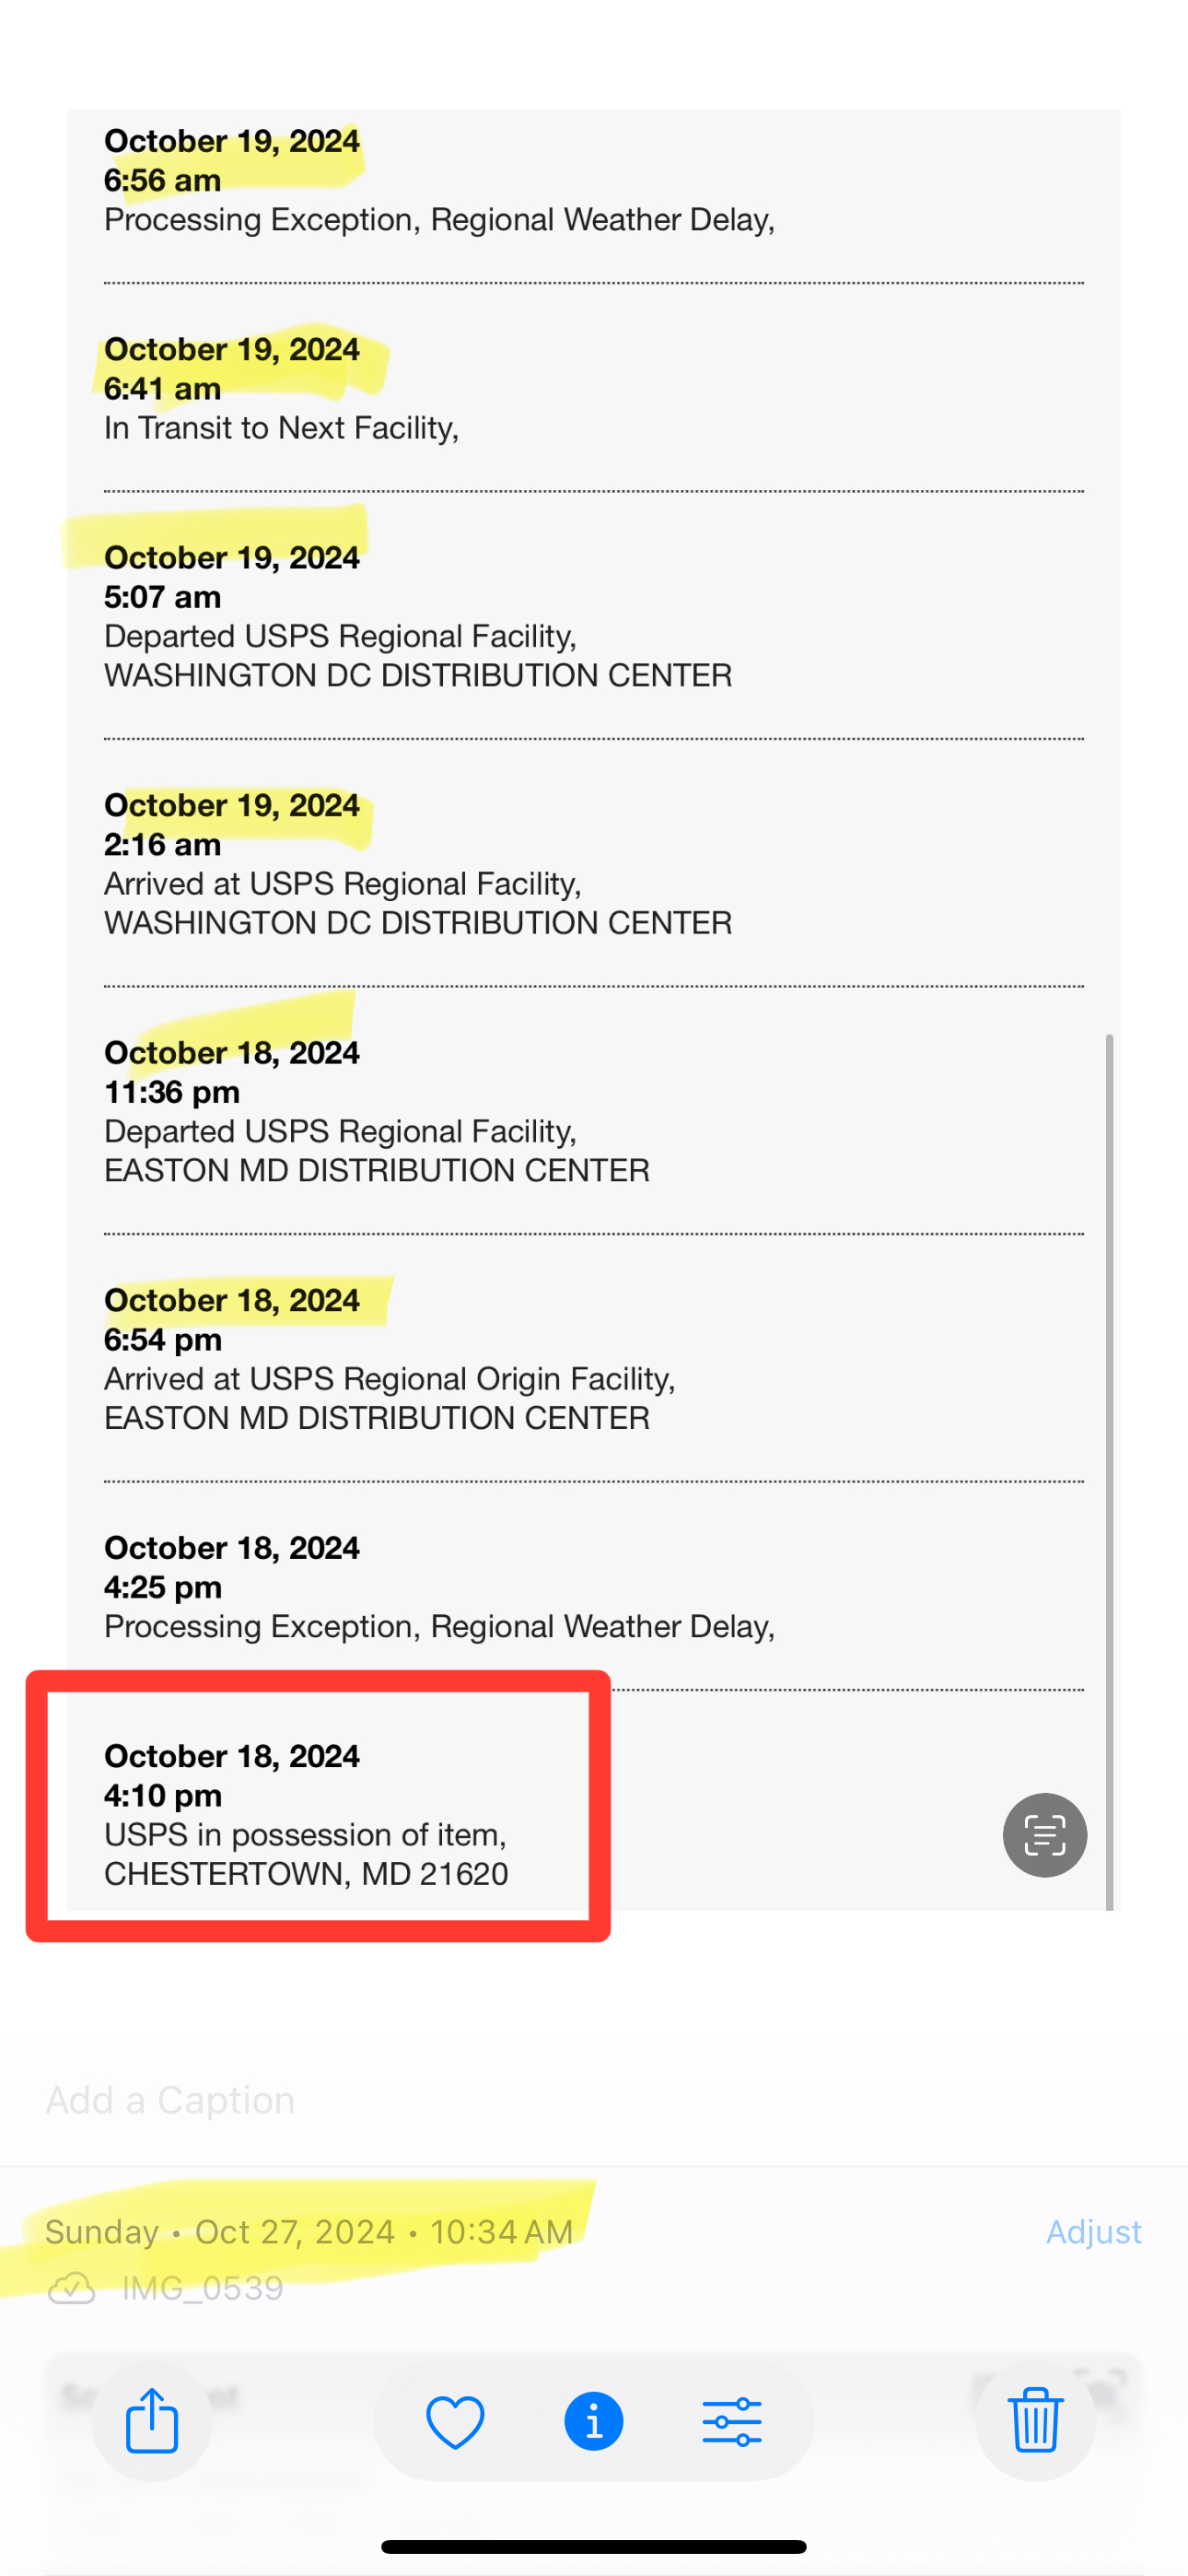 October 19, 2024
6:56 am
Processing Exception, Regional Weather Delay,
October 19, 2024
6:41 am
In Transit to Next Facility,
October 19, 2024
5:07 am
Departed USPS Regional Facility,
WASHINGTON DC DISTRIBUTION CENTER
October 19, 2024
2:16 am
Arrived at USPS Regional Facility,
WASHINGTON DC DISTRIBUTION CENTER
October 18, 2024
11:36 pm
Departed USPS Regional Facility,
EASTON MD DISTRIBUTION CENTER
October 18, 2024
6:54 pm
Arrived at USPS Regional Origin Facility,
EASTON MD DISTRIBUTION CENTER
October 18, 2024
4:25 pm
Processing Exception, Regional Weather Delay,
October 18, 2024
4:10 pm
USPS in possession of item,
CHESTERTOWN, MD 21620
Add a Caption
Sunday • Oct 27, 2024 • 10:34 AM
Adjust
IMG_0539